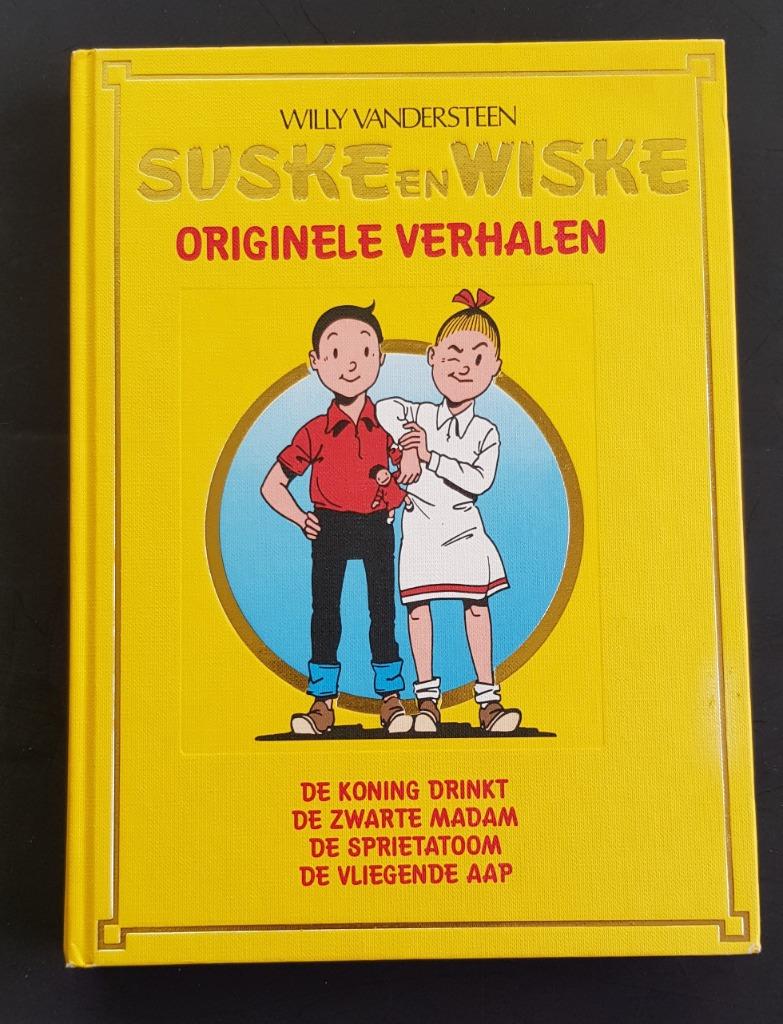 WILLY VANDERSTEEN
SUSKE EN WISKE
ORIGINELE VERHALEN
DE KONING DRINKT
DE ZWARTE MADAM
DE SPRIETATOOM
DE VLIEGENDE AAP